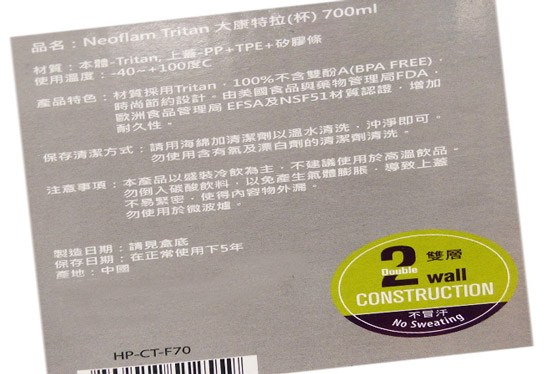 品名：Neoflam Tritan 大康特拉(杯) 700ml
材質：本體-Tritan, 上蓋-PP+TPE+矽膠條
使用溫度：-40~+100度C
產品特色：材質採用Tritan，100%不含雙酚A(BPA FREE)，
時尚節約設計。由美國食品與藥物管理局FDA，
歐洲食品管理局 EFSA及NSF51材質認證，增加
耐久性。
保存清潔方式：請用海綿加清潔劑以溫水清洗，沖淨即可。
勿使用含有氯及漂白劑的清潔劑清洗。
注意事項：本產品以盛裝冷飲為主，不建議使用於高溫飲品。
勿倒入碳酸飲料，以免產生氣體膨脹，導致上蓋
不易緊密，使得內容物外漏。
勿使用於微波爐。
製造日期：請見盒底
保存日期：在正常使用下5年
產地：中國
2 雙層
Double wall
CONSTRUCTION
不冒汗
No Sweating
HP-CT-F70